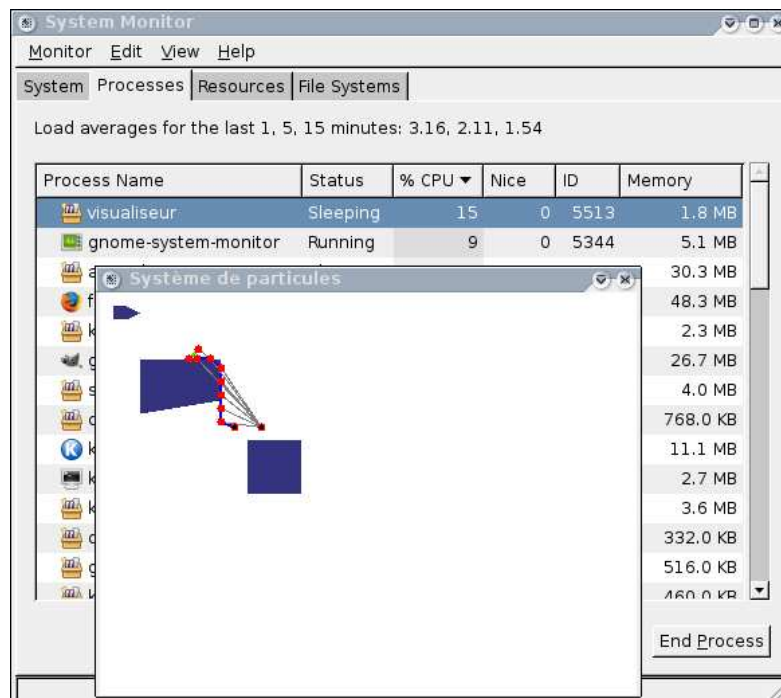 System Monitor
Monitor Edit View Help
System Processes Resources File Systems
Load averages for the last 1, 5, 15 minutes: 3.16, 2.11, 1.54
Process Name Status % CPU Nice ID Memory
visualiseur Sleeping 15 0 5513 1.8 MB
gnome-system-monitor Running 9 0 5344 5.1 MB
Système de particules
30.3 MB
48.3 MB
2.3 MB
26.7 MB
4.0 MB
768.0 KB
11.1 MB
2.7 MB
3.6 MB
332.0 KB
516.0 KB
460.0 KB
End Process